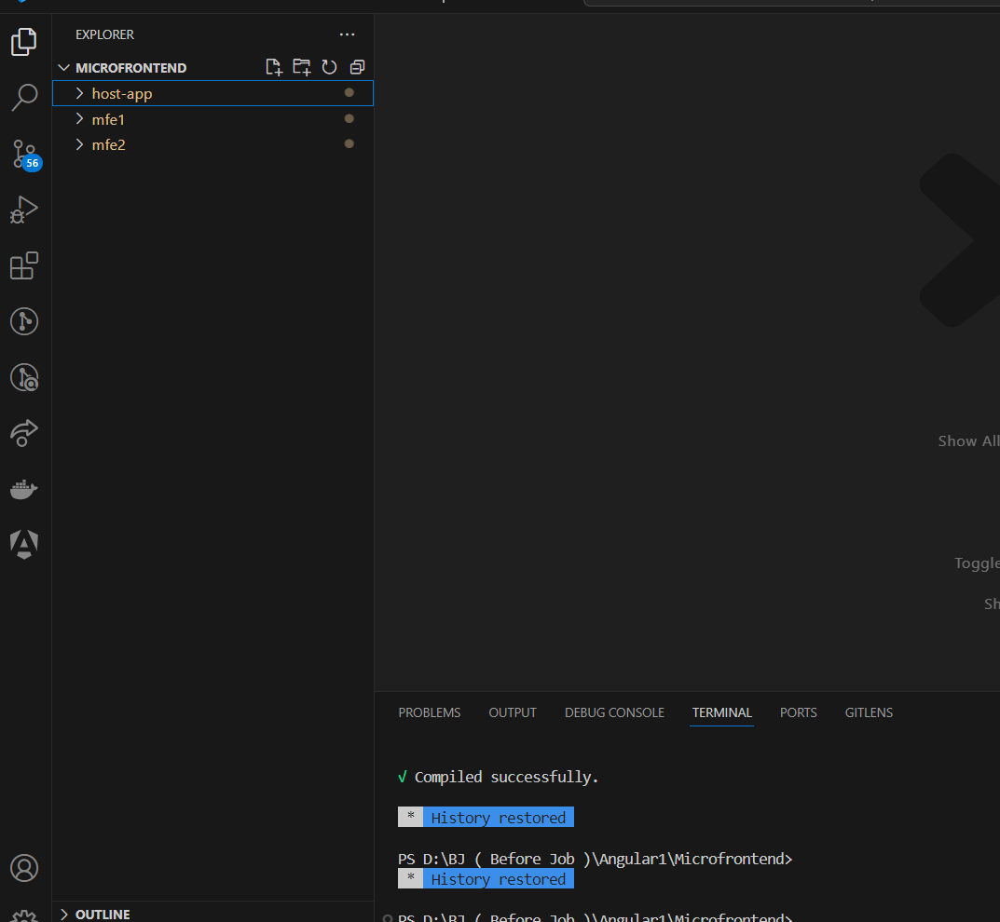 EXPLORER
MICROFRONTEND
host-app
mfe1
mfe2
56
Show All
Toggle
Sh
PROBLEMS OUTPUT DEBUG CONSOLE TERMINAL PORTS GITLENS
√ Compiled successfully.
* History restored
PS D:\BJ ( Before Job )\Angular1\Microfrontend>
* History restored
PS D:\BJ ( Before Job )\Angular1\Microfrontend>
OUTLINE